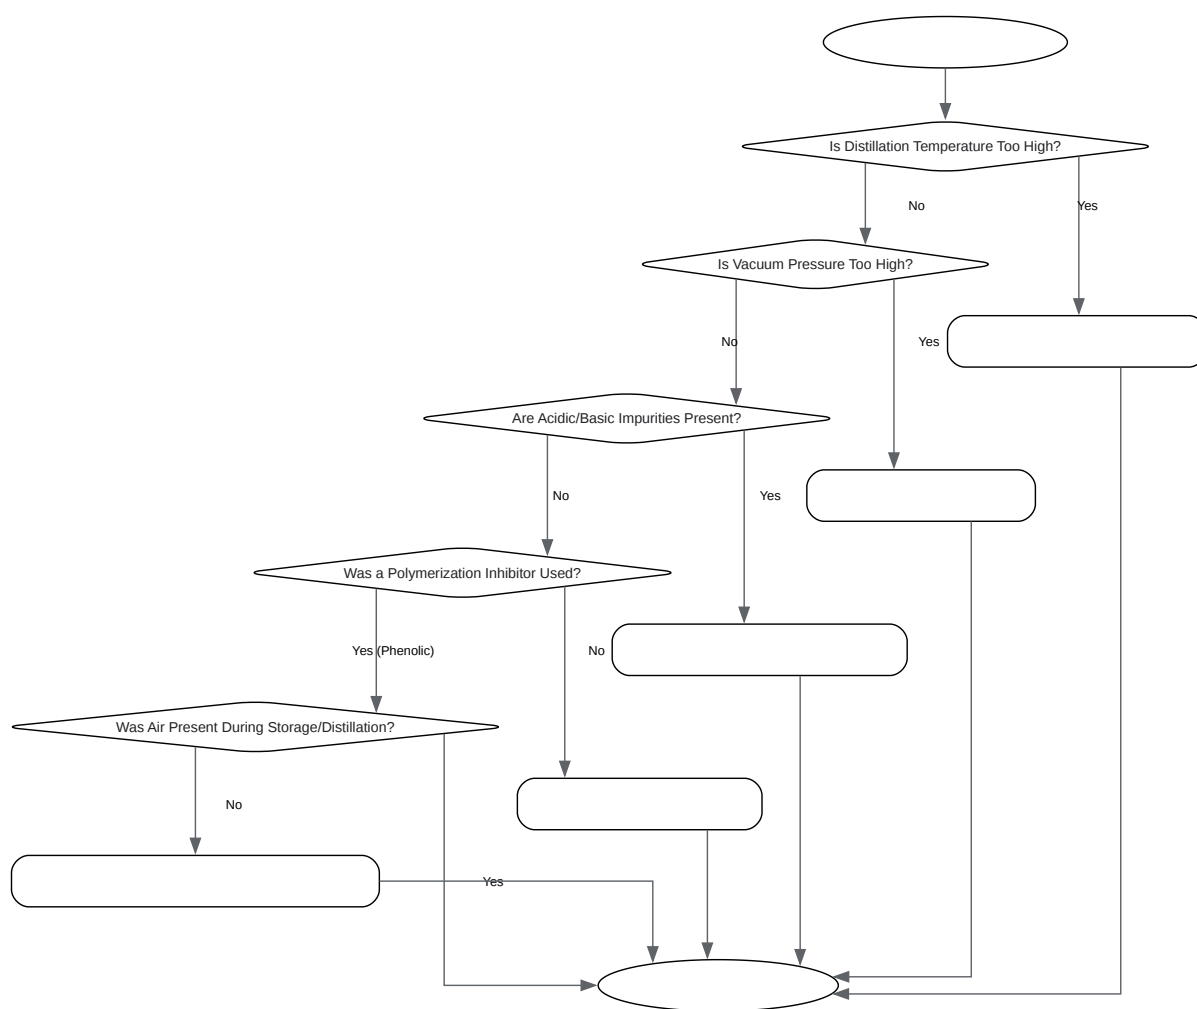 Is Distillation Temperature Too High?
No
Yes
Is Vacuum Pressure Too High?
No
Yes
Are Acidic/Basic Impurities Present?
No
Yes
Was a Polymerization Inhibitor Used?
Yes (Phenolic)
No
Was Air Present During Storage/Distillation?
No
Yes